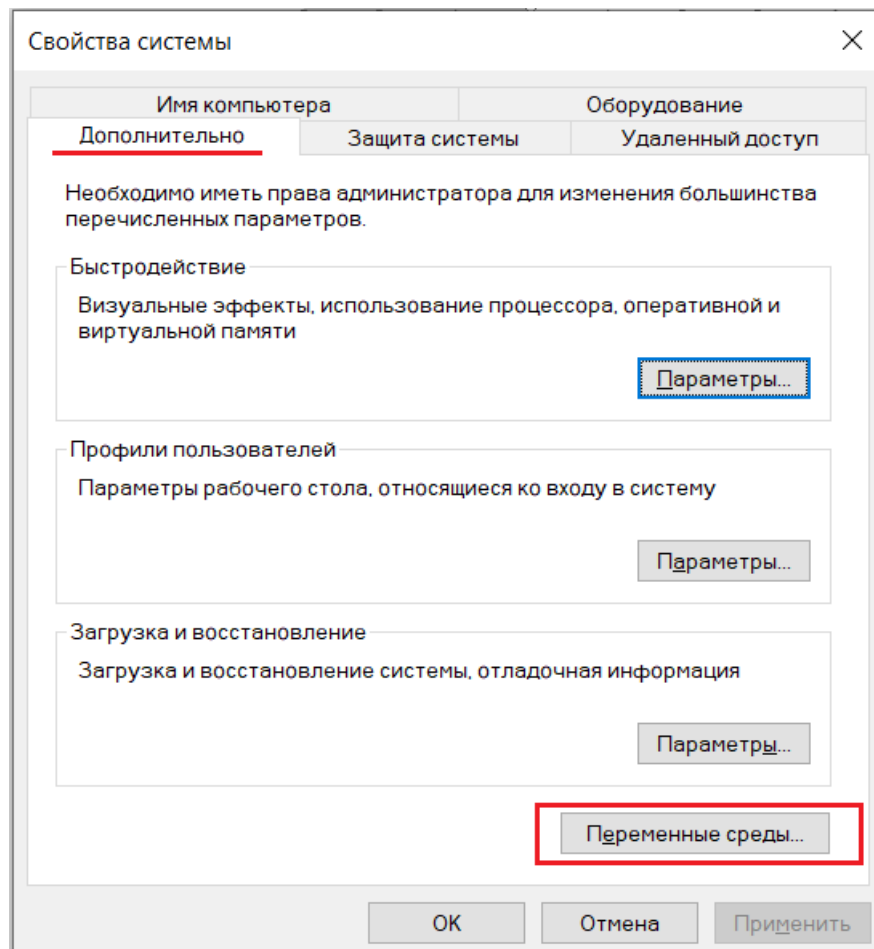 Свойства системы
Имя компьютера
Оборудование
Дополнительно
Защита системы
Удаленный доступ
Необходимо иметь права администратора для изменения большинства
перечисленных параметров.
Быстродействие
Визуальные эффекты, использование процессора, оперативной и
виртуальной памяти
Параметры...
Профили пользователей
Параметры рабочего стола, относящиеся ко входу в систему
Параметры...
Загрузка и восстановление
Загрузка и восстановление системы, отладочная информация
Параметры...
Переменные среды...
ОК
Отмена
Применить